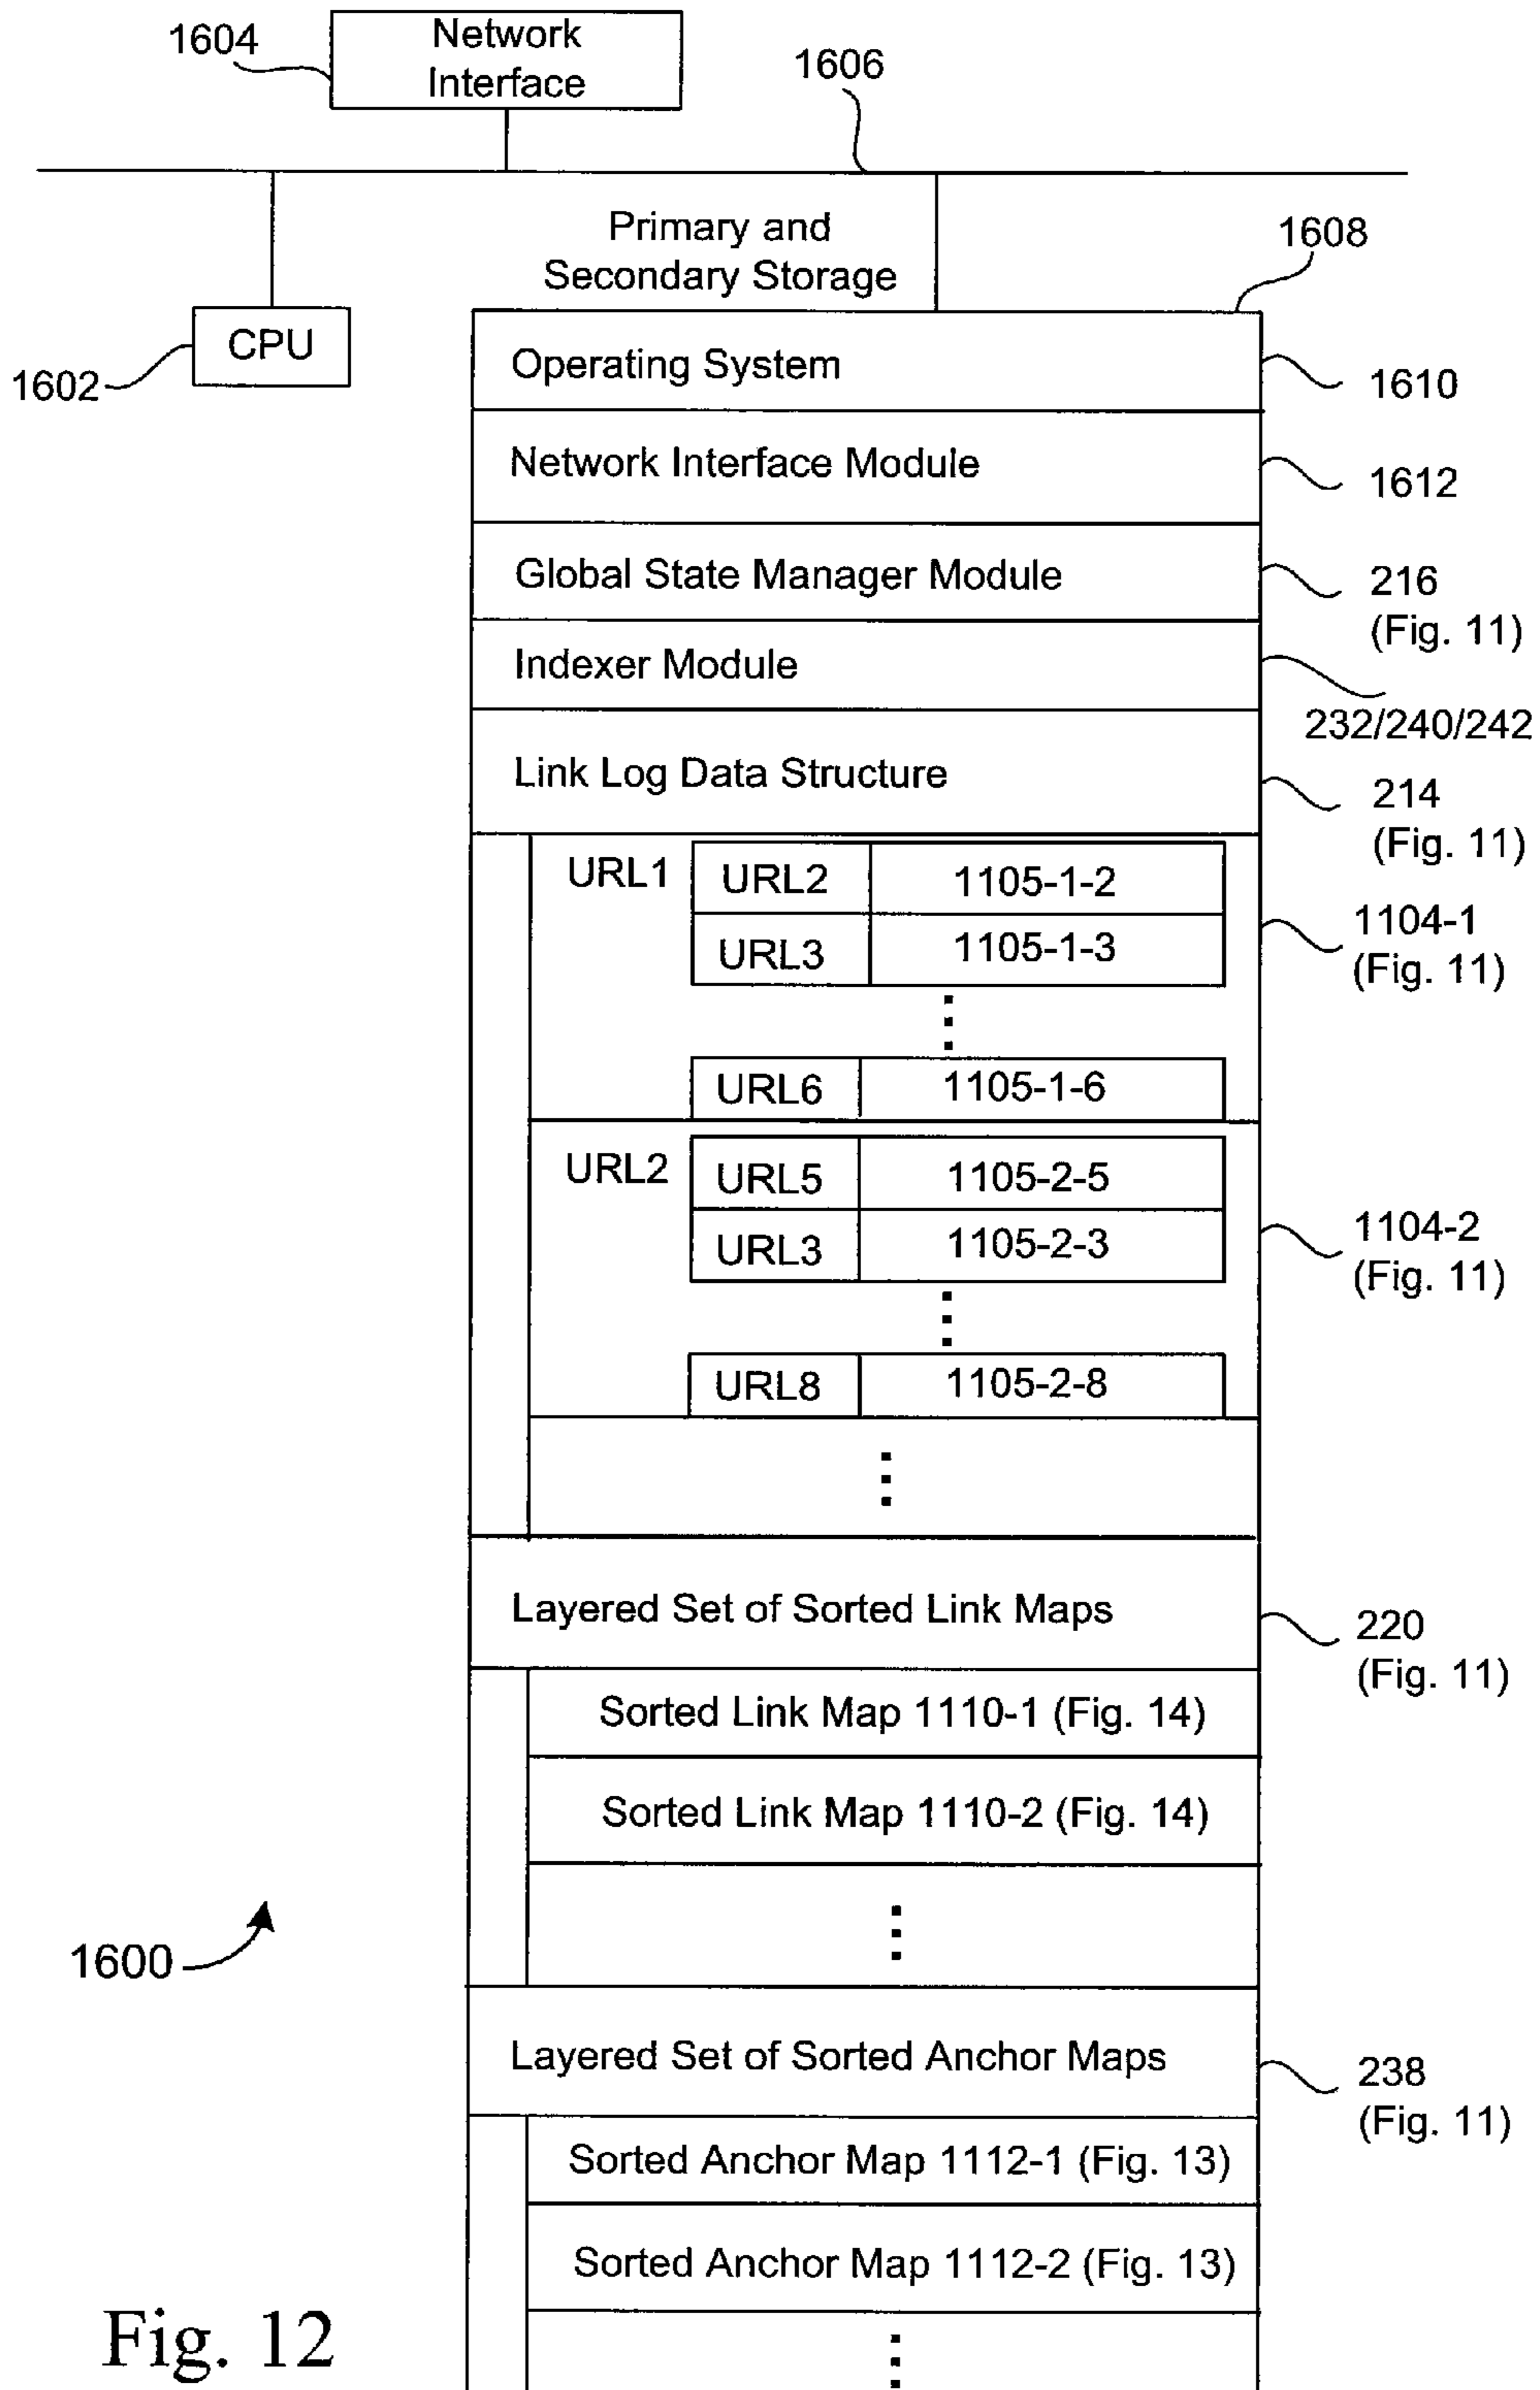 1604
Network
Interface
1606
Primary and
Secondary Storage
1608
CPU
1602
Operating System
1610
Network Interface Module
1612
Global State Manager Module
216
(Fig. 11)
Indexer Module
232/240/242
Link Log Data Structure
214
(Fig. 11)
URL1
URL2 1105-1-2
URL3 1105-1-3
1104-1
(Fig. 11)
URL6 1105-1-6
URL2
URL5 1105-2-5
URL3 1105-2-3
1104-2
(Fig. 11)
URL8 1105-2-8
Layered Set of Sorted Link Maps
220
(Fig. 11)
Sorted Link Map 1110-1 (Fig. 14)
Sorted Link Map 1110-2 (Fig. 14)
1600
Layered Set of Sorted Anchor Maps
238
(Fig. 11)
Sorted Anchor Map 1112-1 (Fig. 13)
Sorted Anchor Map 1112-2 (Fig. 13)
Fig. 12